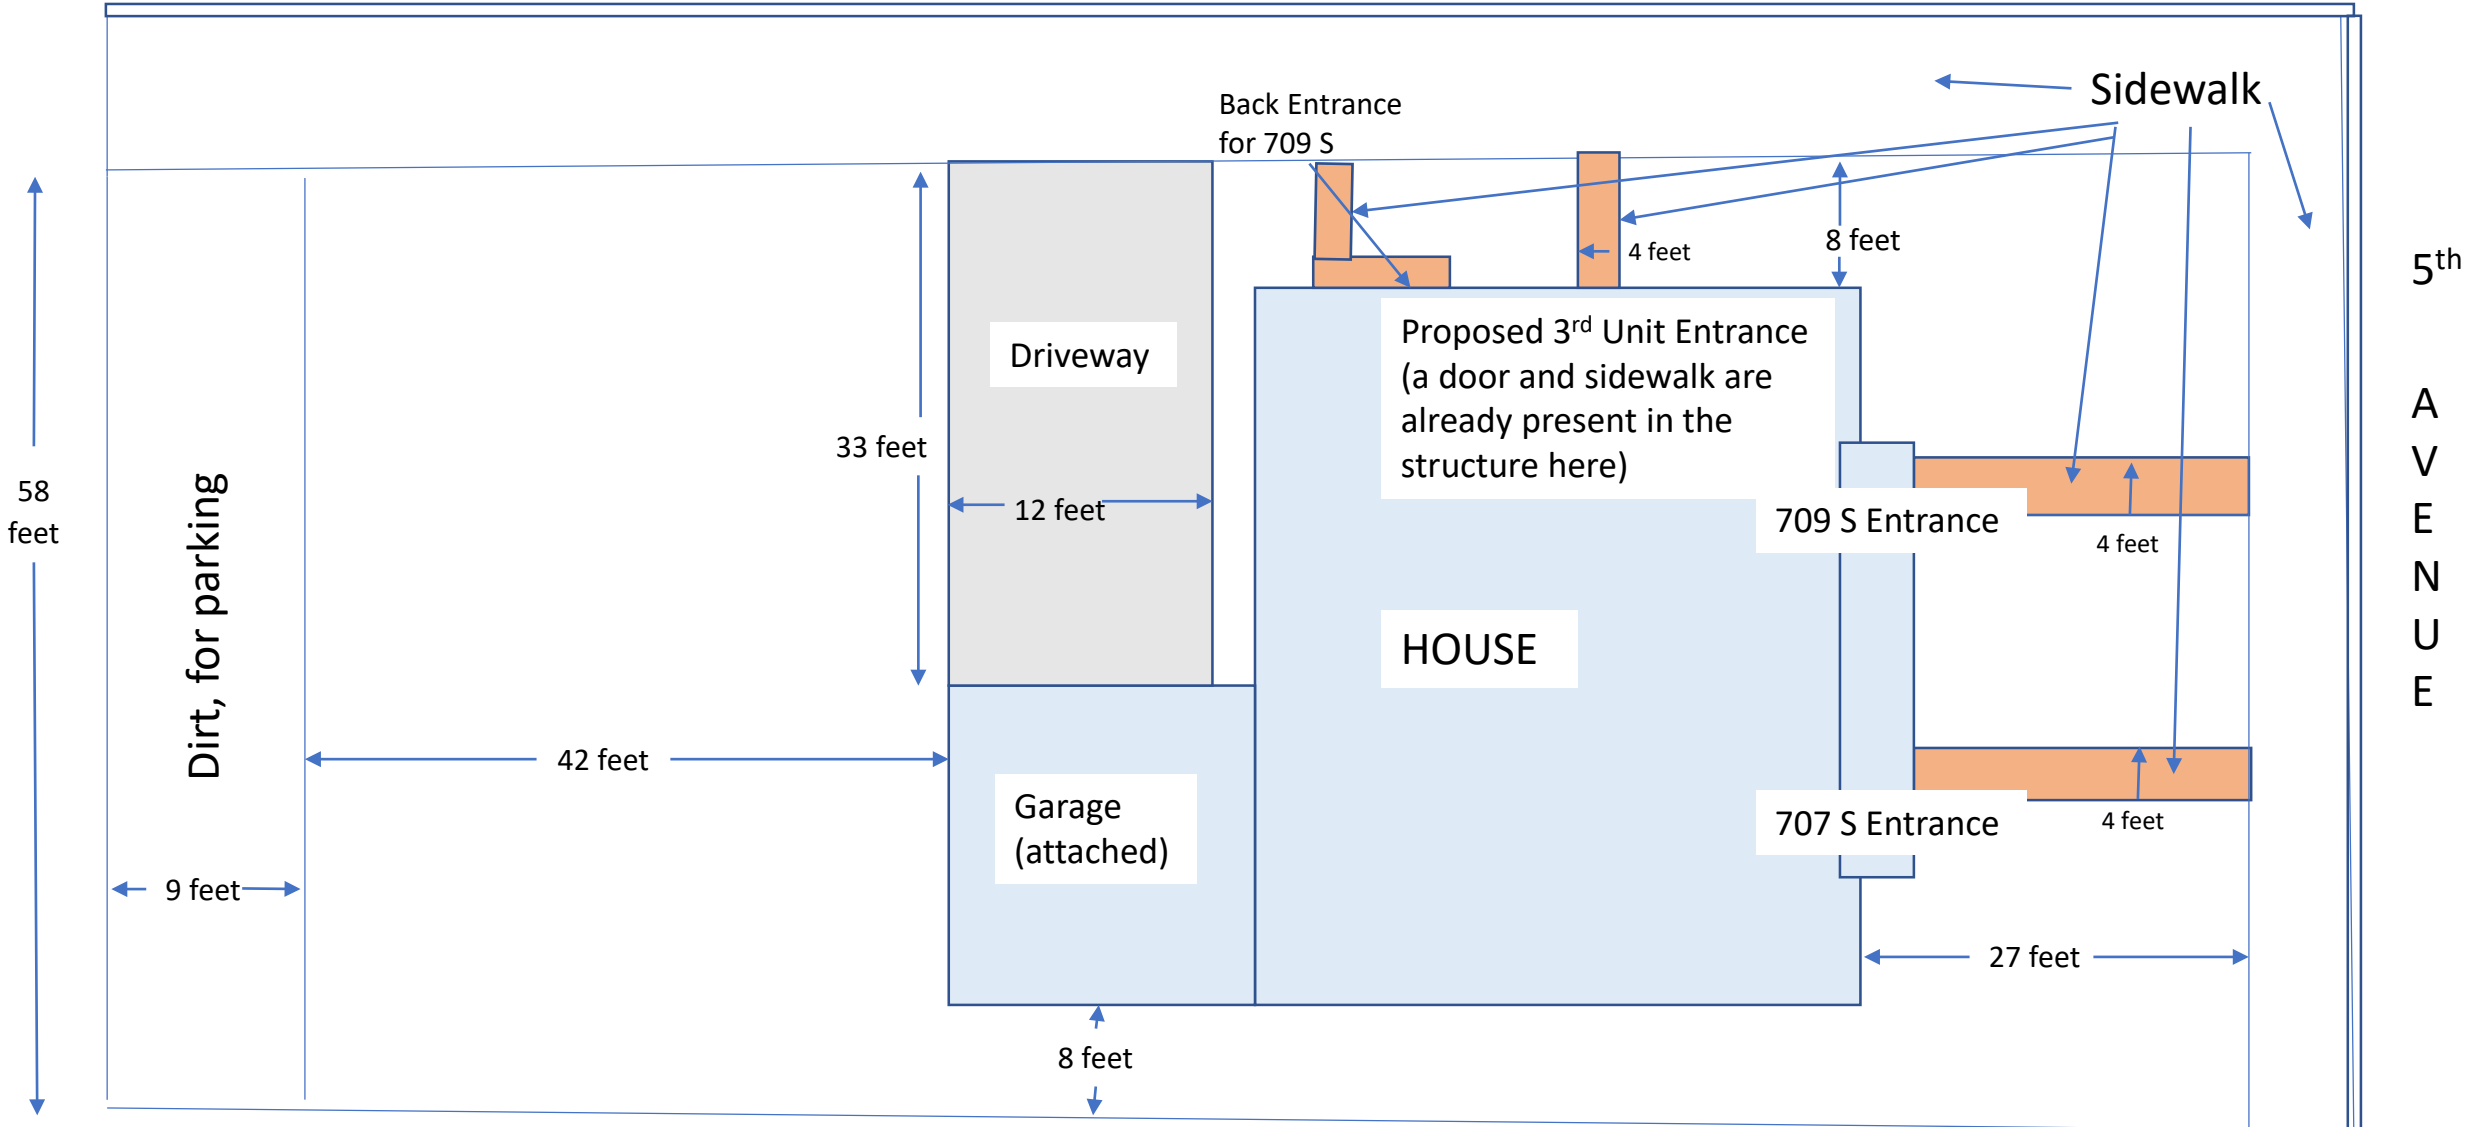 Sidewalk
Back Entrance
for 709 S
4 feet
8 feet
5th
AVENUE
Proposed 3rd Unit Entrance
(a door and sidewalk are
already present in the
structure here)
Driveway
33 feet
12 feet
58
feet
Dirt, for parking
709 S Entrance
4 feet
HOUSE
42 feet
Garage
(attached)
707 S Entrance
4 feet
9 feet
27 feet
8 feet